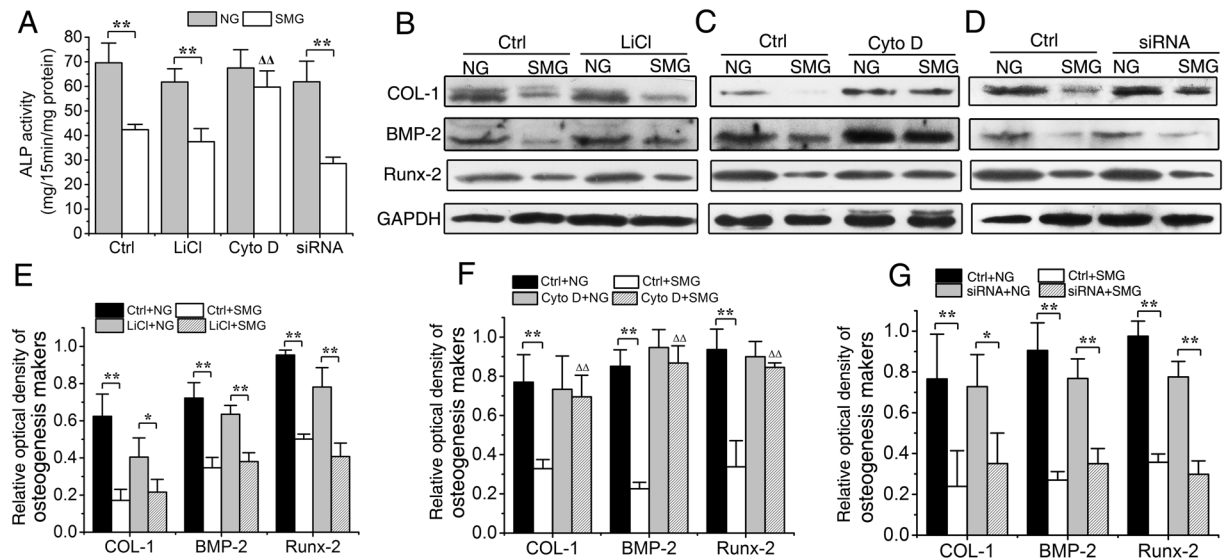 A
NG SMG
ALP activity
(mg/15min/mg protein)
80
70
60
50
40
30
20
10
0
** ** ΔΔ **
Ctrl LiCl Cyto D siRNA
B
Ctrl LiCl
NG SMG NG SMG
C
Ctrl Cyto D
NG SMG NG SMG
D
Ctrl siRNA
NG SMG NG SMG
COL-1
BMP-2
Runx-2
GAPDH
E
Ctrl+NG Ctrl+SMG
LiCl+NG LiCl+SMG
Relative optical density of
osteogenesis makers
1.0
0.8
0.6
0.4
0.2
0.0
** * ** ** ** **
COL-1 BMP-2 Runx-2
F
Ctrl+NG Ctrl+SMG
Cyto D+NG Cyto D+SMG
Relative optical density of
osteogenesis makers
1.0
0.8
0.6
0.4
0.2
0.0
** ΔΔ ** ΔΔ ** ΔΔ
COL-1 BMP-2 Runx-2
G
Ctrl+NG Ctrl+SMG
siRNA+NG siRNA+SMG
Relative optical density of
osteogenesis makers
1.0
0.8
0.6
0.4
0.2
0.0
** * ** ** ** **
COL-1 BMP-2 Runx-2